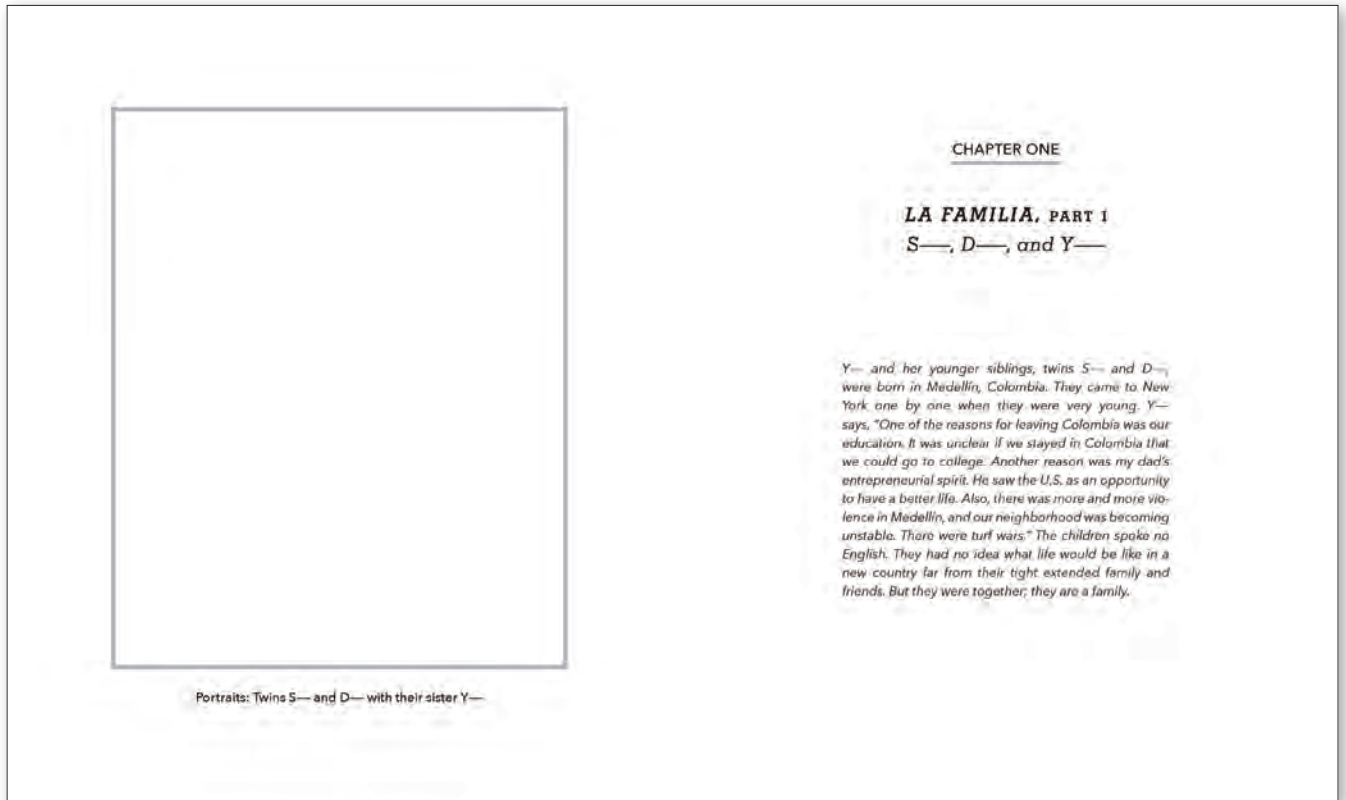 Portraits: Twins S— and D— with their sister Y—
CHAPTER ONE
LA FAMILIA, PART 1
S——, D——, and Y——
Y— and her younger siblings, twins S— and D—,
were born in Medellín, Colombia. They came to New
York one by one when they were very young. Y—
says, "One of the reasons for leaving Colombia was our
education. It was unclear if we stayed in Colombia that
we could go to college. Another reason was my dad's
entrepreneurial spirit. He saw the U.S. as an opportunity
to have a better life. Also, there was more and more vio-
lence in Medellín, and our neighborhood was becoming
unstable. There were turf wars." The children spoke no
English. They had no idea what life would be like in a
new country far from their tight extended family and
friends. But they were together; they are a family.